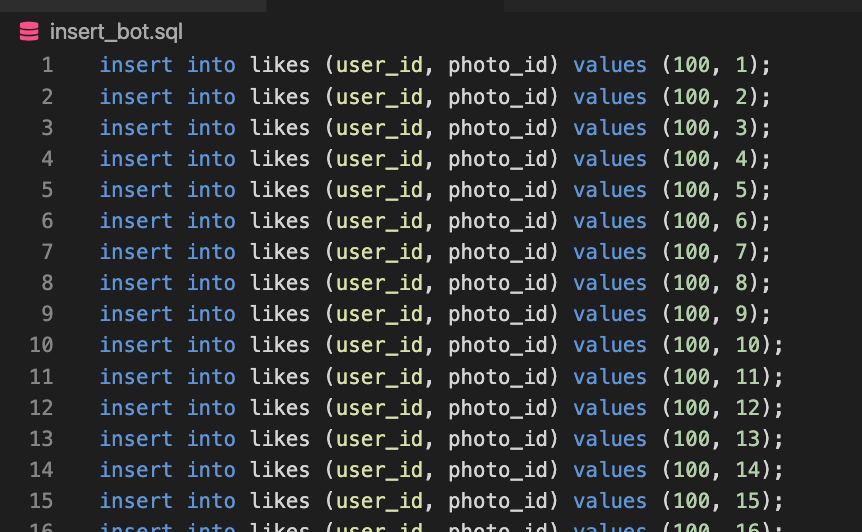 insert_bot.sql
1 insert into likes (user_id, photo_id) values (100, 1);
2 insert into likes (user_id, photo_id) values (100, 2);
3 insert into likes (user_id, photo_id) values (100, 3);
4 insert into likes (user_id, photo_id) values (100, 4);
5 insert into likes (user_id, photo_id) values (100, 5);
6 insert into likes (user_id, photo_id) values (100, 6);
7 insert into likes (user_id, photo_id) values (100, 7);
8 insert into likes (user_id, photo_id) values (100, 8);
9 insert into likes (user_id, photo_id) values (100, 9);
10 insert into likes (user_id, photo_id) values (100, 10);
11 insert into likes (user_id, photo_id) values (100, 11);
12 insert into likes (user_id, photo_id) values (100, 12);
13 insert into likes (user_id, photo_id) values (100, 13);
14 insert into likes (user_id, photo_id) values (100, 14);
15 insert into likes (user_id, photo_id) values (100, 15);
16 insert into likes (user_id, photo_id) values (100, 16);